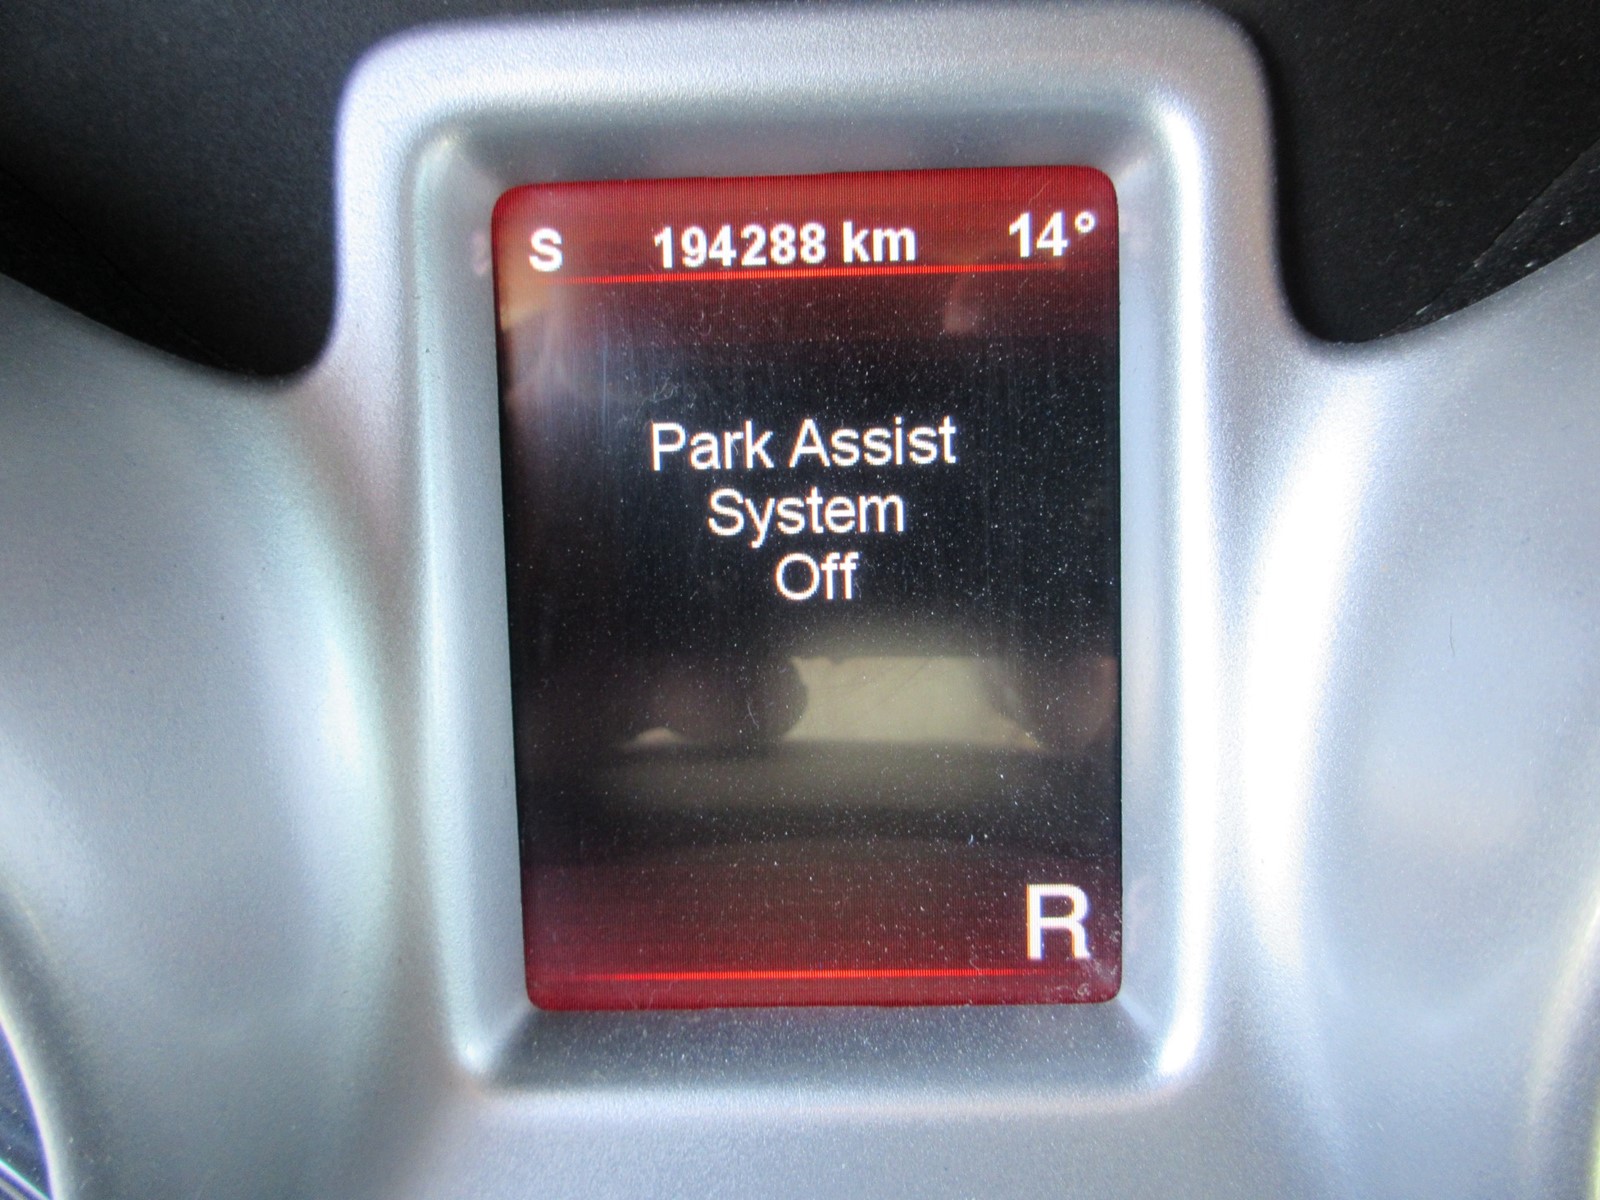 S 194288 km 14°
Park Assist
System
Off
R